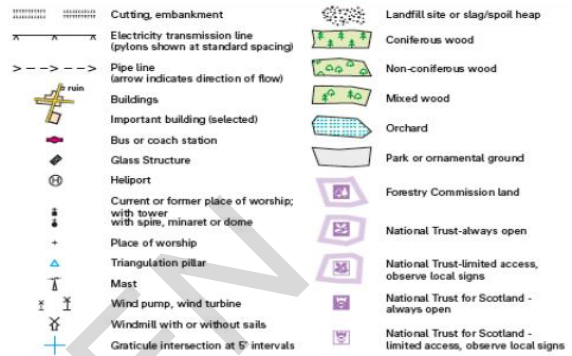 Cutting, embankment
Electricity transmission line
(pylons shown at standard spacing)
Pipe line
(arrow indicates direction of flow)
ruin
Buildings
Important building (selected)
Bus or coach station
Glass Structure
H
Heliport
Current or former place of worship;
with tower
with spire, minaret or dome
Place of worship
Triangulation pillar
Mast
Wind pump, wind turbine
Windmill with or without sails
Graticule intersection at 5' intervals
Landfill site or slag/spoil heap
Coniferous wood
Non-coniferous wood
Mixed wood
Orchard
Park or ornamental ground
Forestry Commission land
National Trust-always open
National Trust-limited access,
observe local signs
National Trust for Scotland -
always open
National Trust for Scotland -
limited access, observe local signs
EN